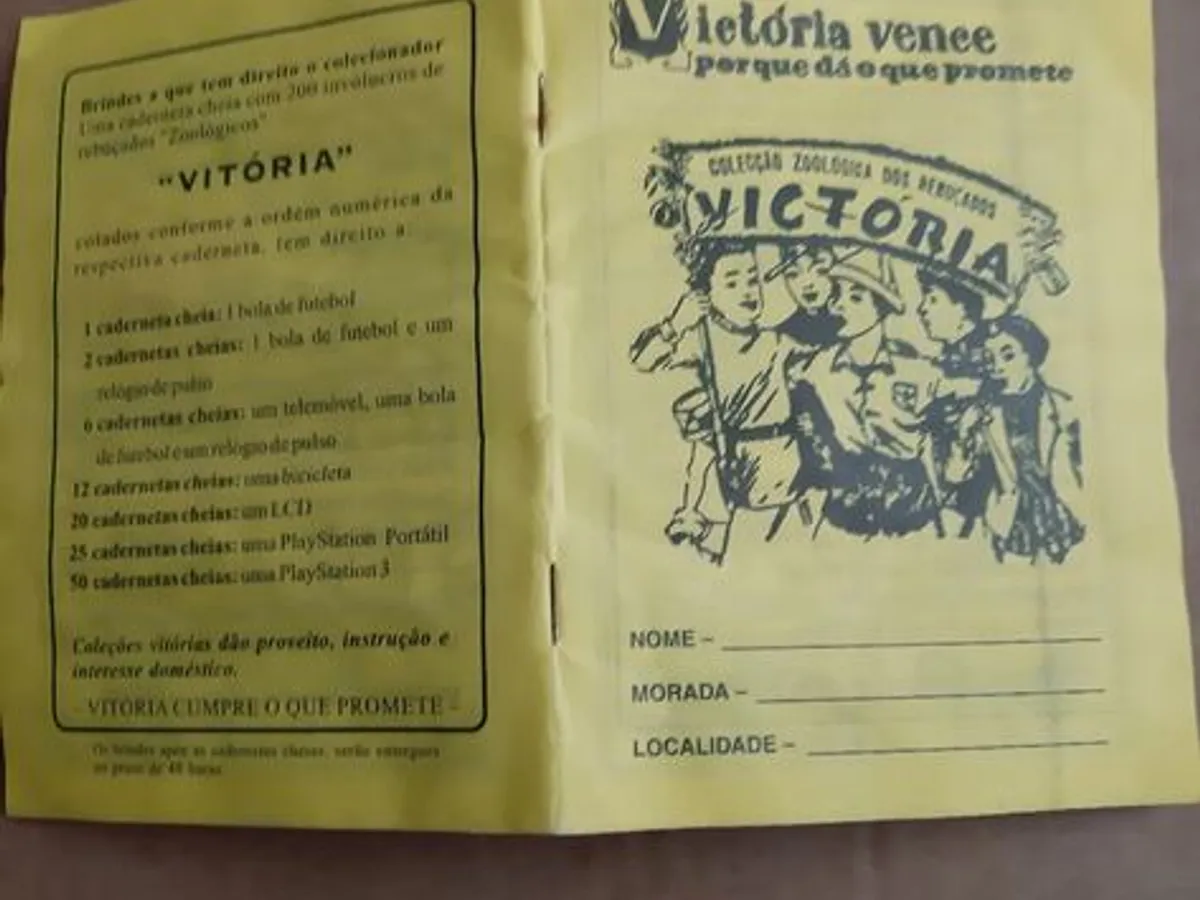 Brindes a que tem direito o colecionador
Uma caderneta cheia com 200 invólucros de
rebuçados "Zoológicos"
"VITÓRIA"
colados conforme a ordem numérica da
respectiva caderneta, tem direito a:
1 caderneta cheia: 1 bola de futebol
2 cadernetas cheias: 1 bola de futebol e um
relógio de pulso
6 cadernetas cheias: um telemóvel, uma bola
de futebol e um relógio de pulso
12 cadernetas cheias: uma bicicleta
20 cadernetas cheias: um LCD
25 cadernetas cheias: uma PlayStation Portátil
50 cadernetas cheias: uma PlayStation 3
Coleções vitórias dão proveito, instrução e
interesse doméstico.
VITÓRIA CUMPRE O QUE PROMETE
Os brindes após as cadernetas cheias, serão entregues
no prazo de 48 horas
Victória vence
porque dá o que promete
COLECÇÃO ZOOLÓGICA DOS REBUÇADOS
VICTÓRIA
NOME –
MORADA –
LOCALIDADE –